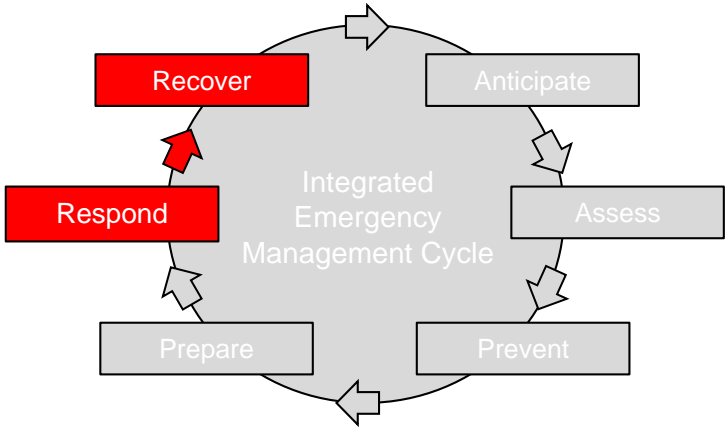 Recover
Anticipate
Integrated
Emergency
Management Cycle
Respond
Assess
Prepare
Prevent